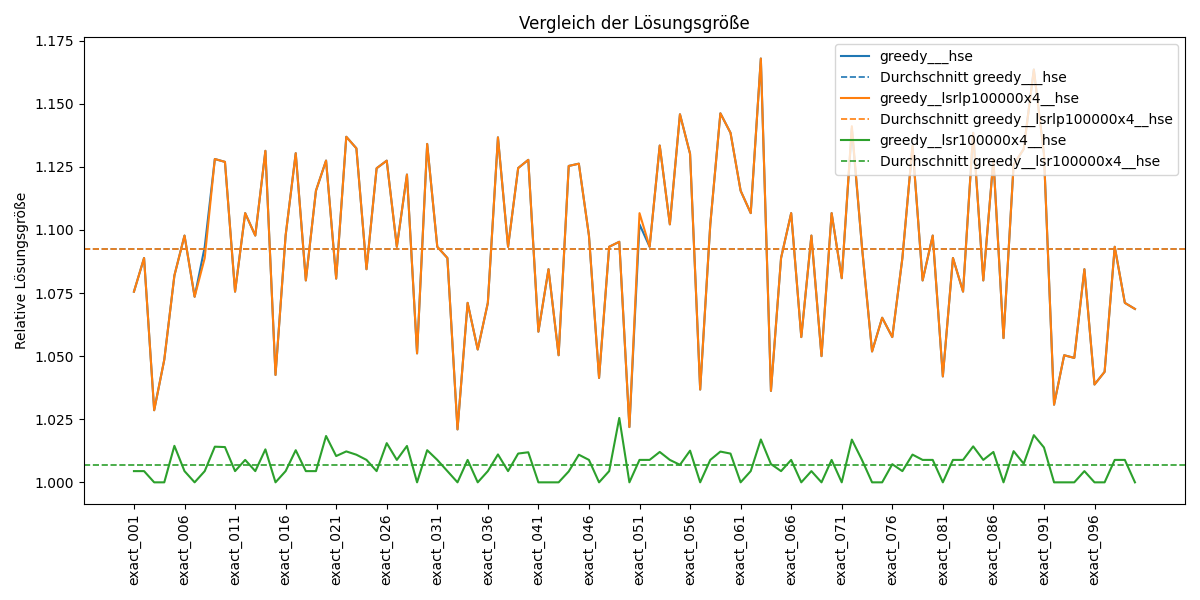 Vergleich der Lösungsgröße
Relative Lösungsgröße
1.175
1.150
1.125
1.100
1.075
1.050
1.025
1.000
greedy___hse
Durchschnitt greedy___hse
greedy__lsrlp100000x4__hse
Durchschnitt greedy__lsrlp100000x4__hse
greedy__lsr100000x4__hse
Durchschnitt greedy__lsr100000x4__hse
exact_001
exact_006
exact_011
exact_016
exact_021
exact_026
exact_031
exact_036
exact_041
exact_046
exact_051
exact_056
exact_061
exact_066
exact_071
exact_076
exact_081
exact_086
exact_091
exact_096